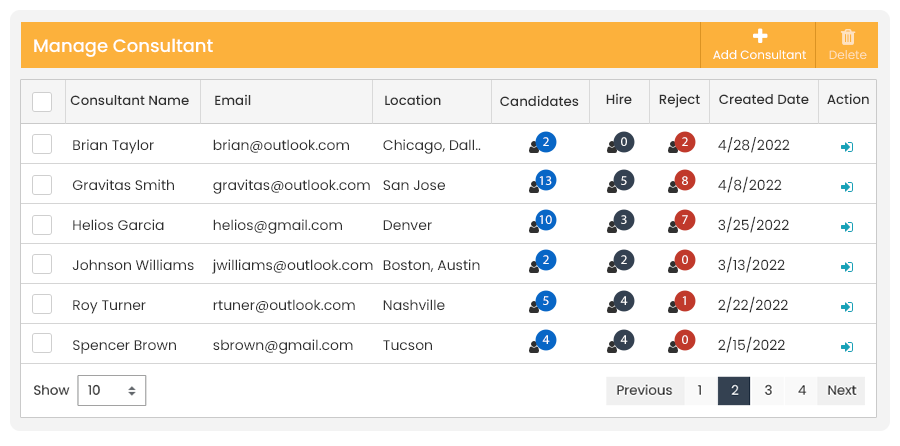 Manage Consultant Add Consultant Delete
Consultant Name Email Location Candidates Hire Reject Created Date Action
Brian Taylor brian@outlook.com Chicago, Dall.. 2 0 2 4/28/2022
Gravitas Smith gravitas@outlook.com San Jose 13 5 8 4/8/2022
Helios Garcia helios@gmail.com Denver 10 3 7 3/25/2022
Johnson Williams jwilliams@outlook.com Boston, Austin 2 2 0 3/13/2022
Roy Turner rtuner@outlook.com Nashville 5 4 1 2/22/2022
Spencer Brown sbrown@gmail.com Tucson 4 4 0 2/15/2022
Show 10 Previous 1 2 3 4 Next